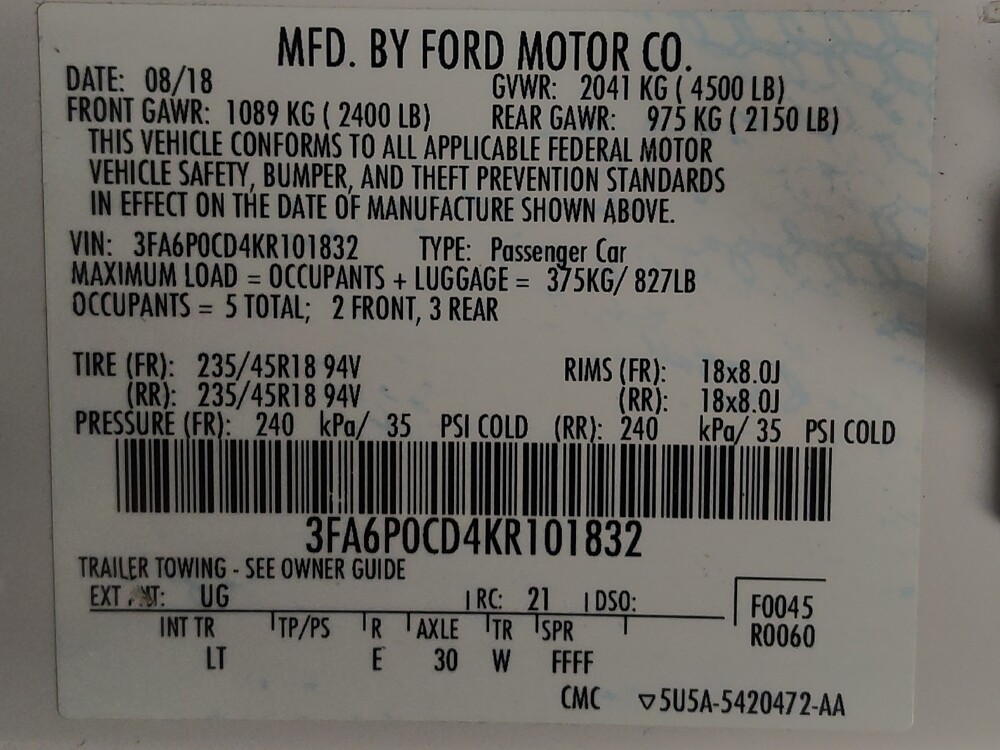 MFD. BY FORD MOTOR CO.
DATE: 08/18 GVWR: 2041 KG ( 4500 LB)
FRONT GAWR: 1089 KG ( 2400 LB) REAR GAWR: 975 KG ( 2150 LB)
THIS VEHICLE CONFORMS TO ALL APPLICABLE FEDERAL MOTOR
VEHICLE SAFETY, BUMPER, AND THEFT PREVENTION STANDARDS
IN EFFECT ON THE DATE OF MANUFACTURE SHOWN ABOVE.
VIN: 3FA6P0CD4KR101832 TYPE: Passenger Car
MAXIMUM LOAD = OCCUPANTS + LUGGAGE = 375KG/ 827LB
OCCUPANTS = 5 TOTAL; 2 FRONT, 3 REAR
TIRE (FR): 235/45R18 94V RIMS (FR): 18x8.0J
(RR): 235/45R18 94V (RR): 18x8.0J
PRESSURE (FR): 240 kPa/ 35 PSI COLD (RR): 240 kPa/ 35 PSI COLD
3FA6P0CD4KR101832
TRAILER TOWING - SEE OWNER GUIDE
EXT UG RC: 21 DSO:
F0045
R0060
INT TR TP/PS R AXLE TR SPR
LT E 30 W FFFF
CMC ▽5U5A-5420472-AA